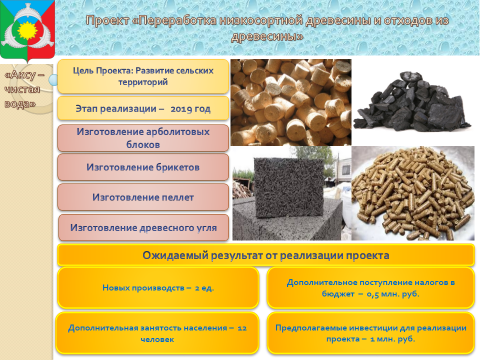 Проект «Переработка низкосортной древесины и отходов из
древесины»
«Аксу –
чистая
вода»
Цель Проекта: Развитие сельских
территорий
Этап реализации – 2019 год
Изготовление арболитовых
блоков
Изготовление брикетов
Изготовление пеллет
Изготовление древесного угля
Ожидаемый результат от реализации проекта
Новых производств – 2 ед.
Дополнительное поступление налогов в
бюджет – 0,5 млн. руб.
Дополнительная занятость населения – 12
человек
Предполагаемые инвестиции для реализации
проекта – 1 млн. руб.